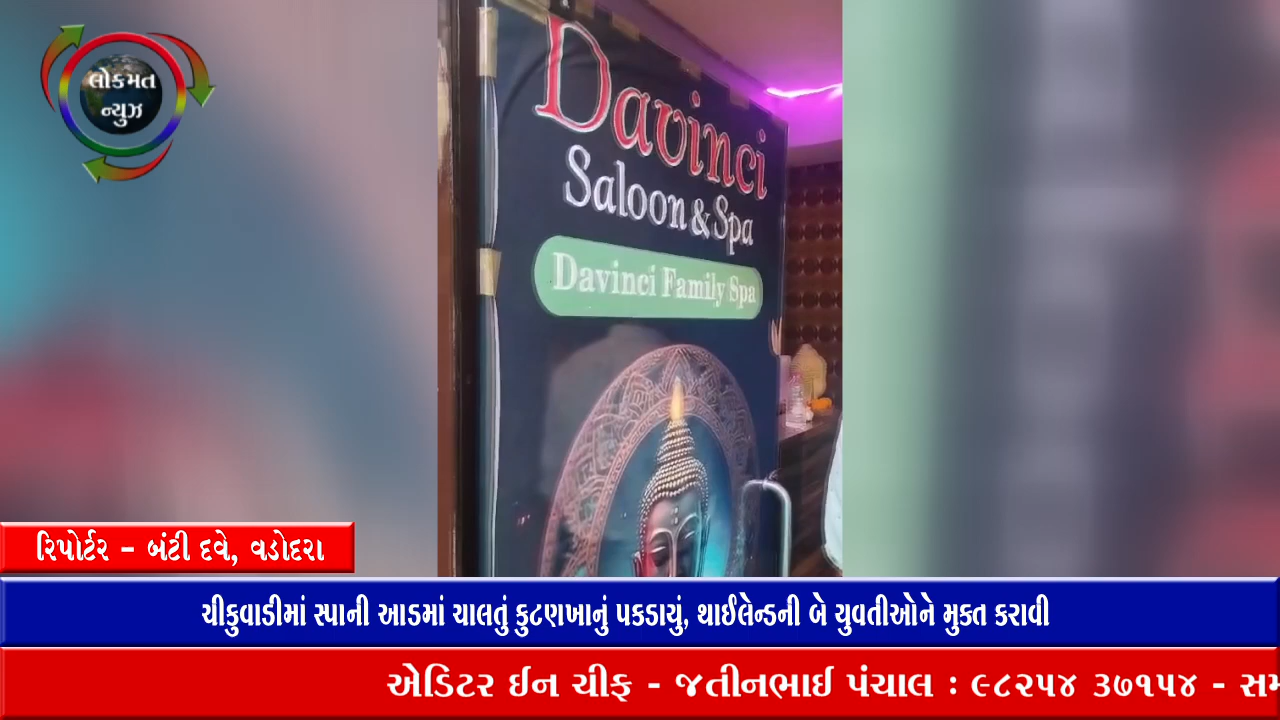 લોકમત
ન્યુઝ
Davinci
Saloon & Spa
Davinci Family Spa
રિપોર્ટર - બંટી દવે, વડોદરા
ચીકુવાડીમાં સ્પાની આડમાં ચાલતું કુટણખાનું પકડાયું, થાઈલેન્ડની બે યુવતીઓને મુક્ત કરાવી
એડિટર ઈન ચીફ - જતીનભાઈ પંચાલ : ૯૮૨૫૪ ૩૭૧૫૪ -